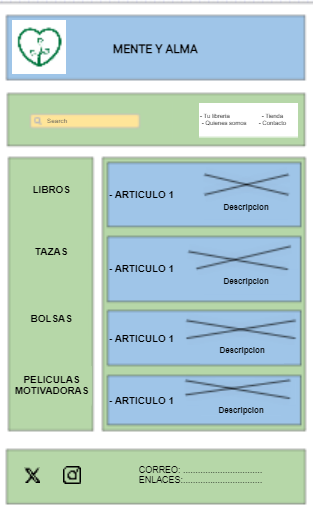 MENTE Y ALMA
Search
- Tu libreria - Tienda
- Quienes somos - Contacto
LIBROS
TAZAS
BOLSAS
PELICULAS
MOTIVADORAS
- ARTICULO 1
Descripcion
- ARTICULO 1
Descripcion
- ARTICULO 1
Descripcion
- ARTICULO 1
Descripcion
CORREO: ................................
ENLACES:................................